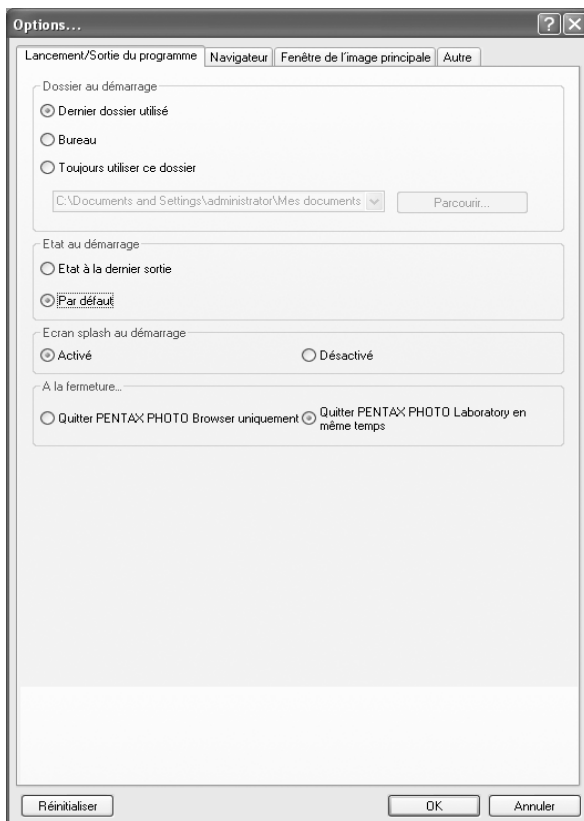 Options...
Lancement/Sortie du programme Navigateur Fenêtre de l'image principale Autre
Dossier au démarrage
Dernier dossier utilisé
Bureau
Toujours utiliser ce dossier
C:\Documents and Settings\administrator\Mes documents Parcourir...
Etat au démarrage
Etat à la dernier sortie
Par défaut
Ecran splash au démarrage
Activé Désactivé
A la fermeture...
Quitter PENTAX PHOTO Browser uniquement Quitter PENTAX PHOTO Laboratory en
même temps
Réinitialiser OK Annuler